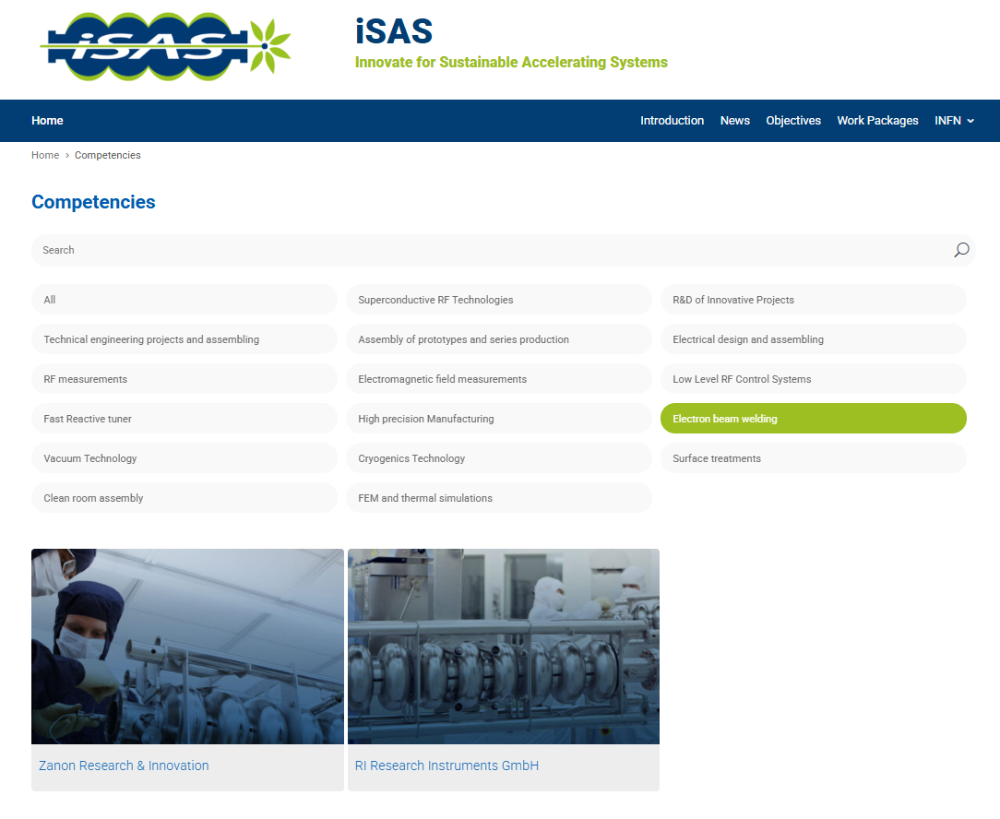 iSAS
iSAS
Innovate for Sustainable Accelerating Systems
Home Introduction News Objectives Work Packages INFN
Home › Competencies
Competencies
Search
All Superconductive RF Technologies R&D of Innovative Projects
Technical engineering projects and assembling Assembly of prototypes and series production Electrical design and assembling
RF measurements Electromagnetic field measurements Low Level RF Control Systems
Fast Reactive tuner High precision Manufacturing Electron beam welding
Vacuum Technology Cryogenics Technology Surface treatments
Clean room assembly FEM and thermal simulations
Zanon Research & Innovation RI Research Instruments GmbH